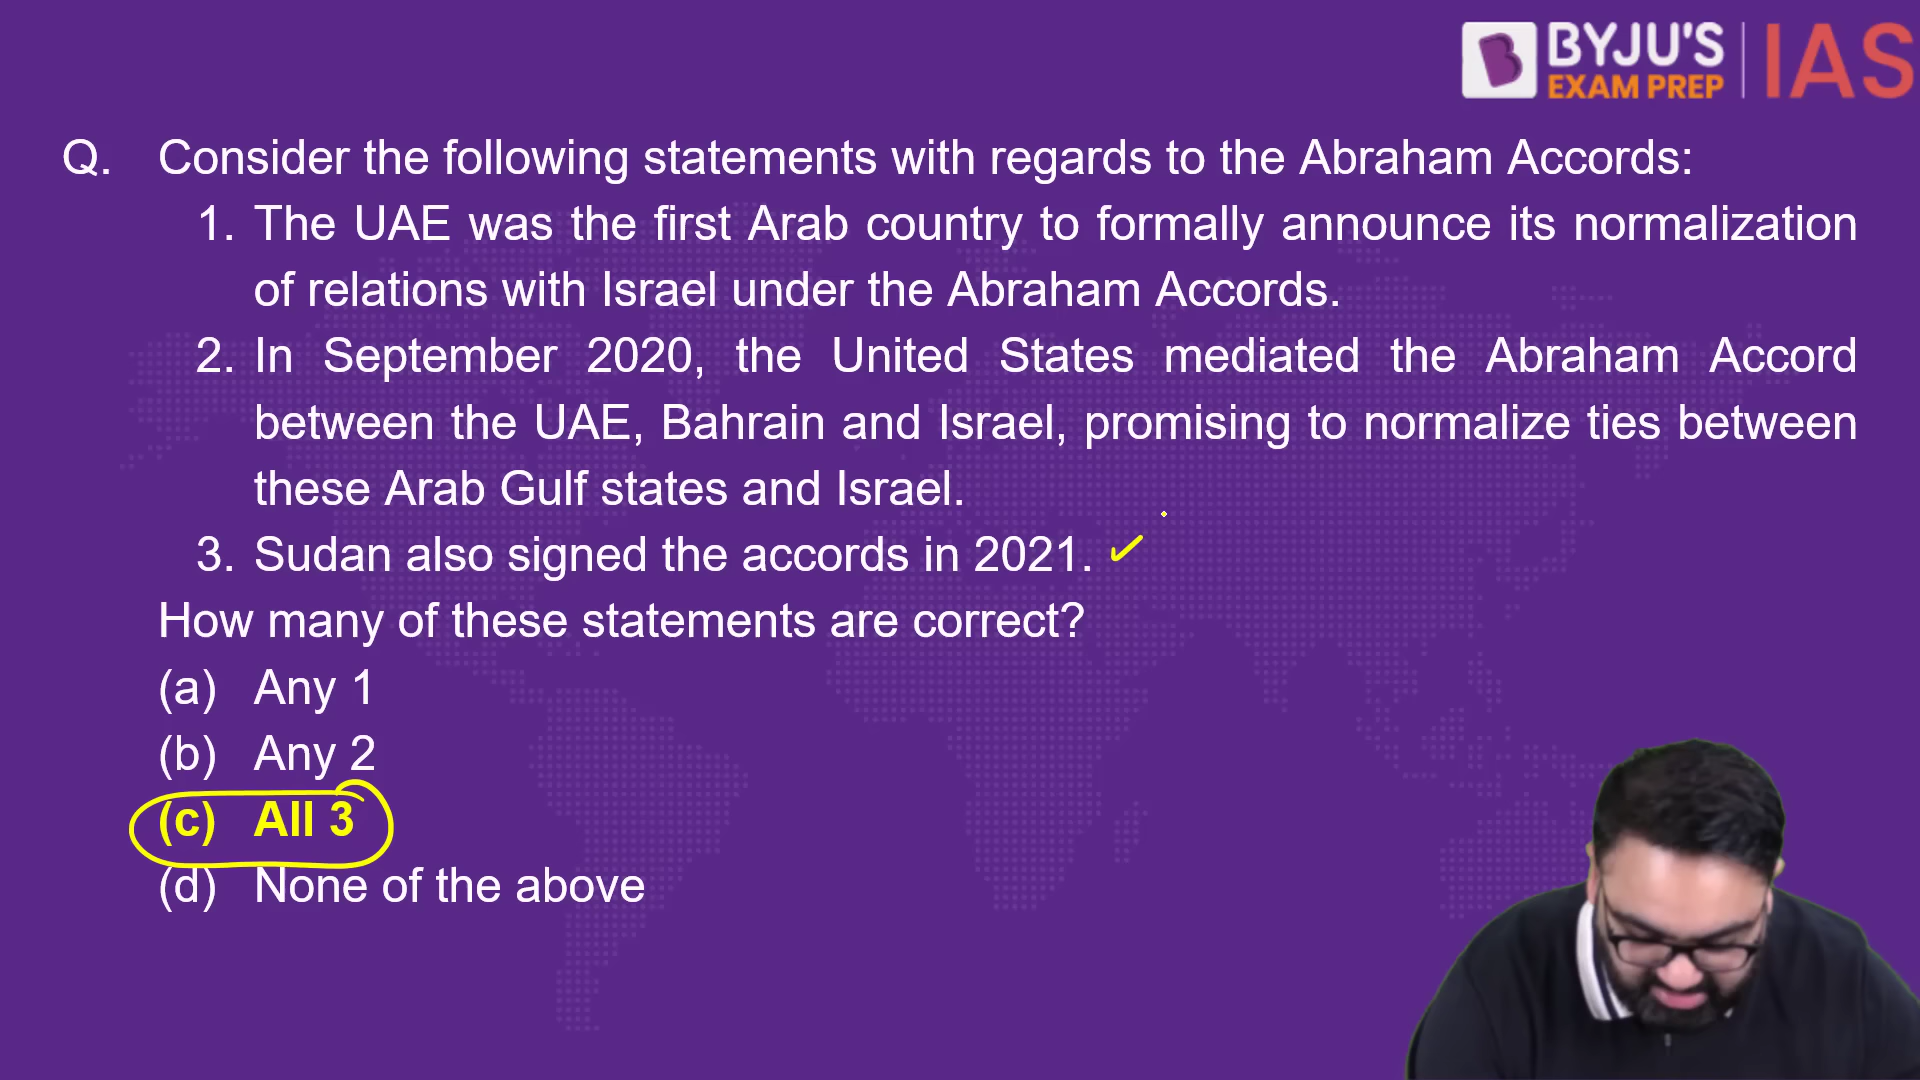 BYJU'S
EXAM PREP
IAS
Q. Consider the following statements with regards to the Abraham Accords:
1. The UAE was the first Arab country to formally announce its normalization
of relations with Israel under the Abraham Accords.
2. In September 2020, the United States mediated the Abraham Accord
between the UAE, Bahrain and Israel, promising to normalize ties between
these Arab Gulf states and Israel.
3. Sudan also signed the accords in 2021.
How many of these statements are correct?
(a) Any 1
(b) Any 2
(c) All 3
(d) None of the above